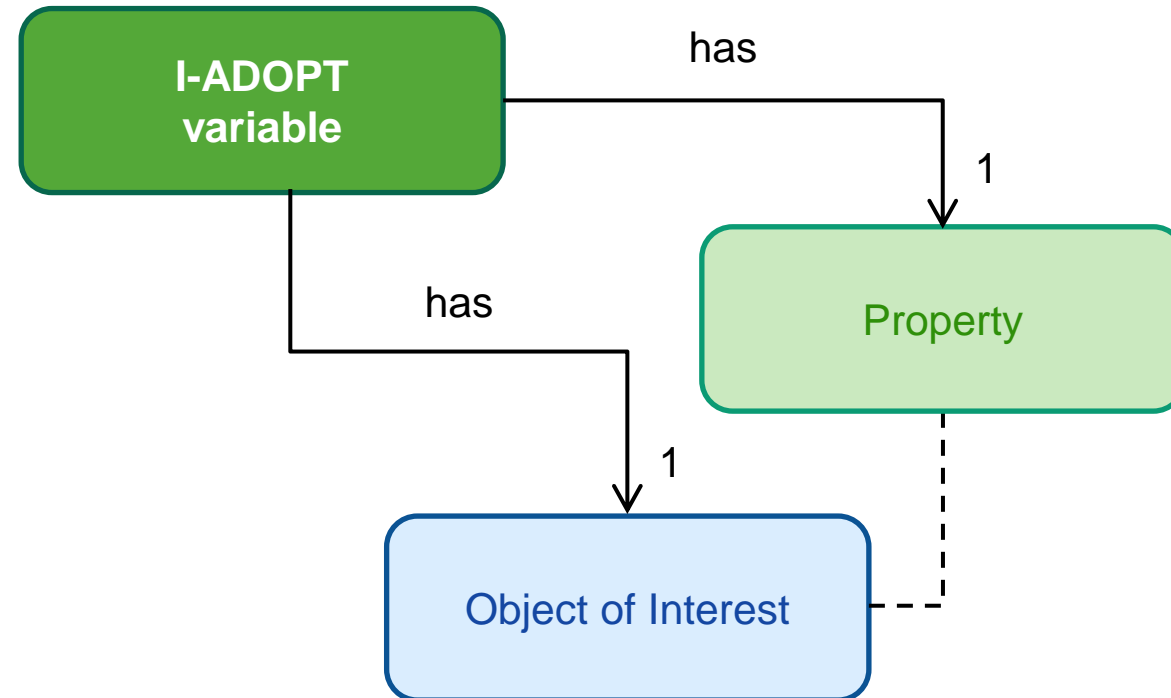 I-ADOPT
variable
has
1
Property
has
1
Object of Interest